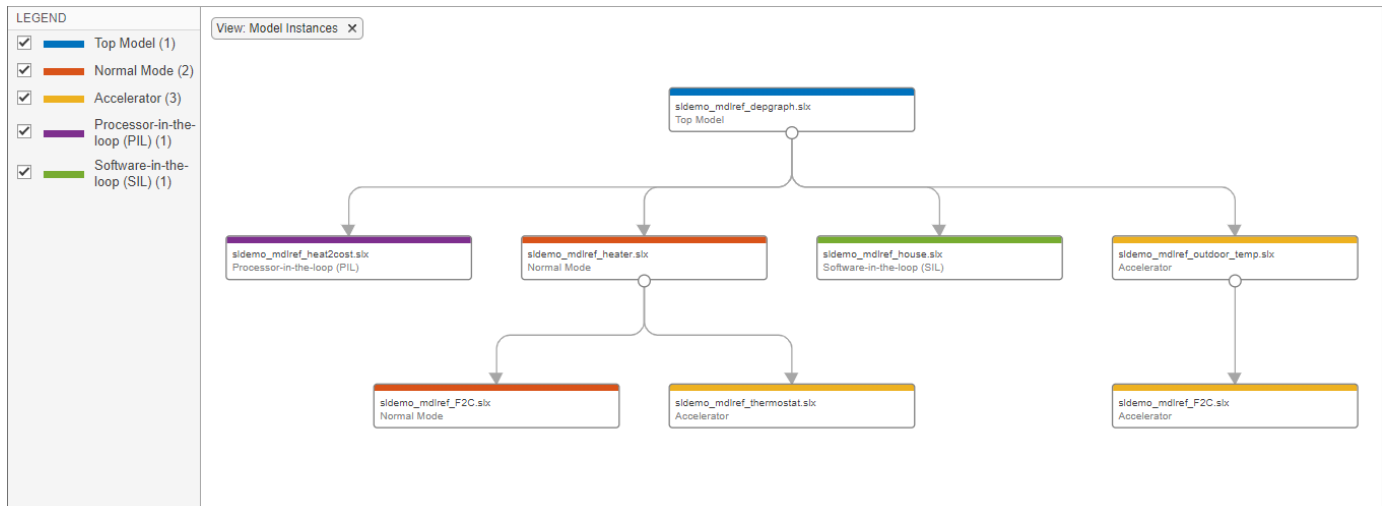 LEGEND
Top Model (1)
Normal Mode (2)
Accelerator (3)
Processor-in-the-
loop (PIL) (1)
Software-in-the-
loop (SIL) (1)
View: Model Instances ✕
sldemo_mdlref_depgraph.slx
Top Model
sldemo_mdlref_heat2cost.slx
Processor-in-the-loop (PIL)
sldemo_mdlref_heater.slx
Normal Mode
sldemo_mdlref_house.slx
Software-in-the-loop (SIL)
sldemo_mdlref_outdoor_temp.slx
Accelerator
sldemo_mdlref_F2C.slx
Normal Mode
sldemo_mdlref_thermostat.slx
Accelerator
sldemo_mdlref_F2C.slx
Accelerator